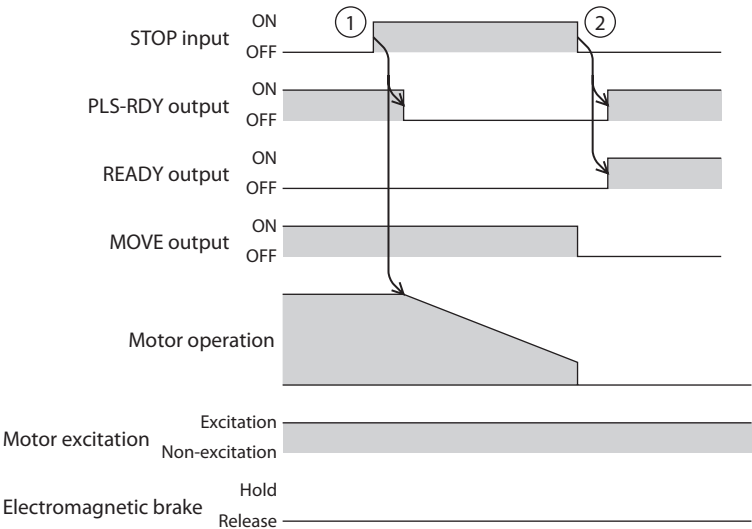 1
2
STOP input
ON
OFF
PLS-RDY output
ON
OFF
READY output
ON
OFF
MOVE output
ON
OFF
Motor operation
Motor excitation
Excitation
Non-excitation
Electromagnetic brake
Hold
Release